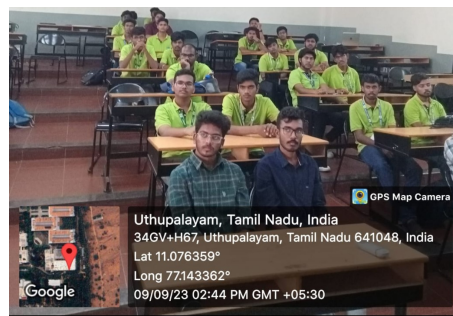 GPS Map Camera
Uthupalayam, Tamil Nadu, India
34GV+H67, Uthupalayam, Tamil Nadu 641048, India
Lat 11.076359°
Long 77.143362°
09/09/23 02:44 PM GMT +05:30
Google